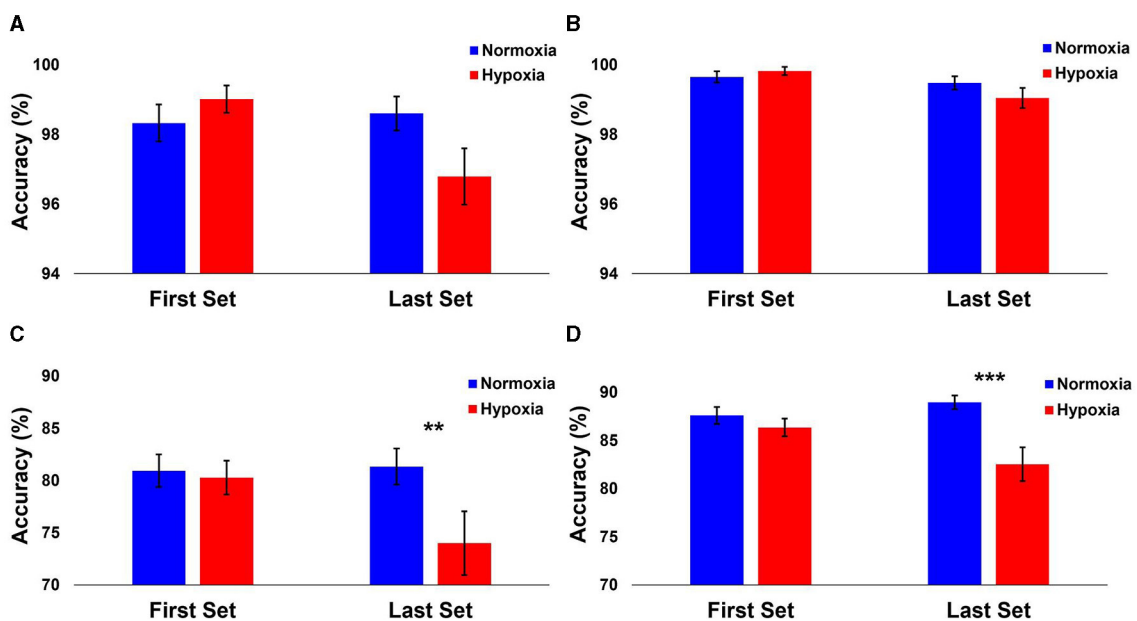 A
Accuracy (%)
100
98
96
94
Normoxia
Hypoxia
First Set
Last Set
B
Accuracy (%)
100
98
96
94
Normoxia
Hypoxia
First Set
Last Set
C
Accuracy (%)
90
85
80
75
70
Normoxia
Hypoxia
**
First Set
Last Set
D
Accuracy (%)
90
85
80
75
70
Normoxia
Hypoxia
***
First Set
Last Set